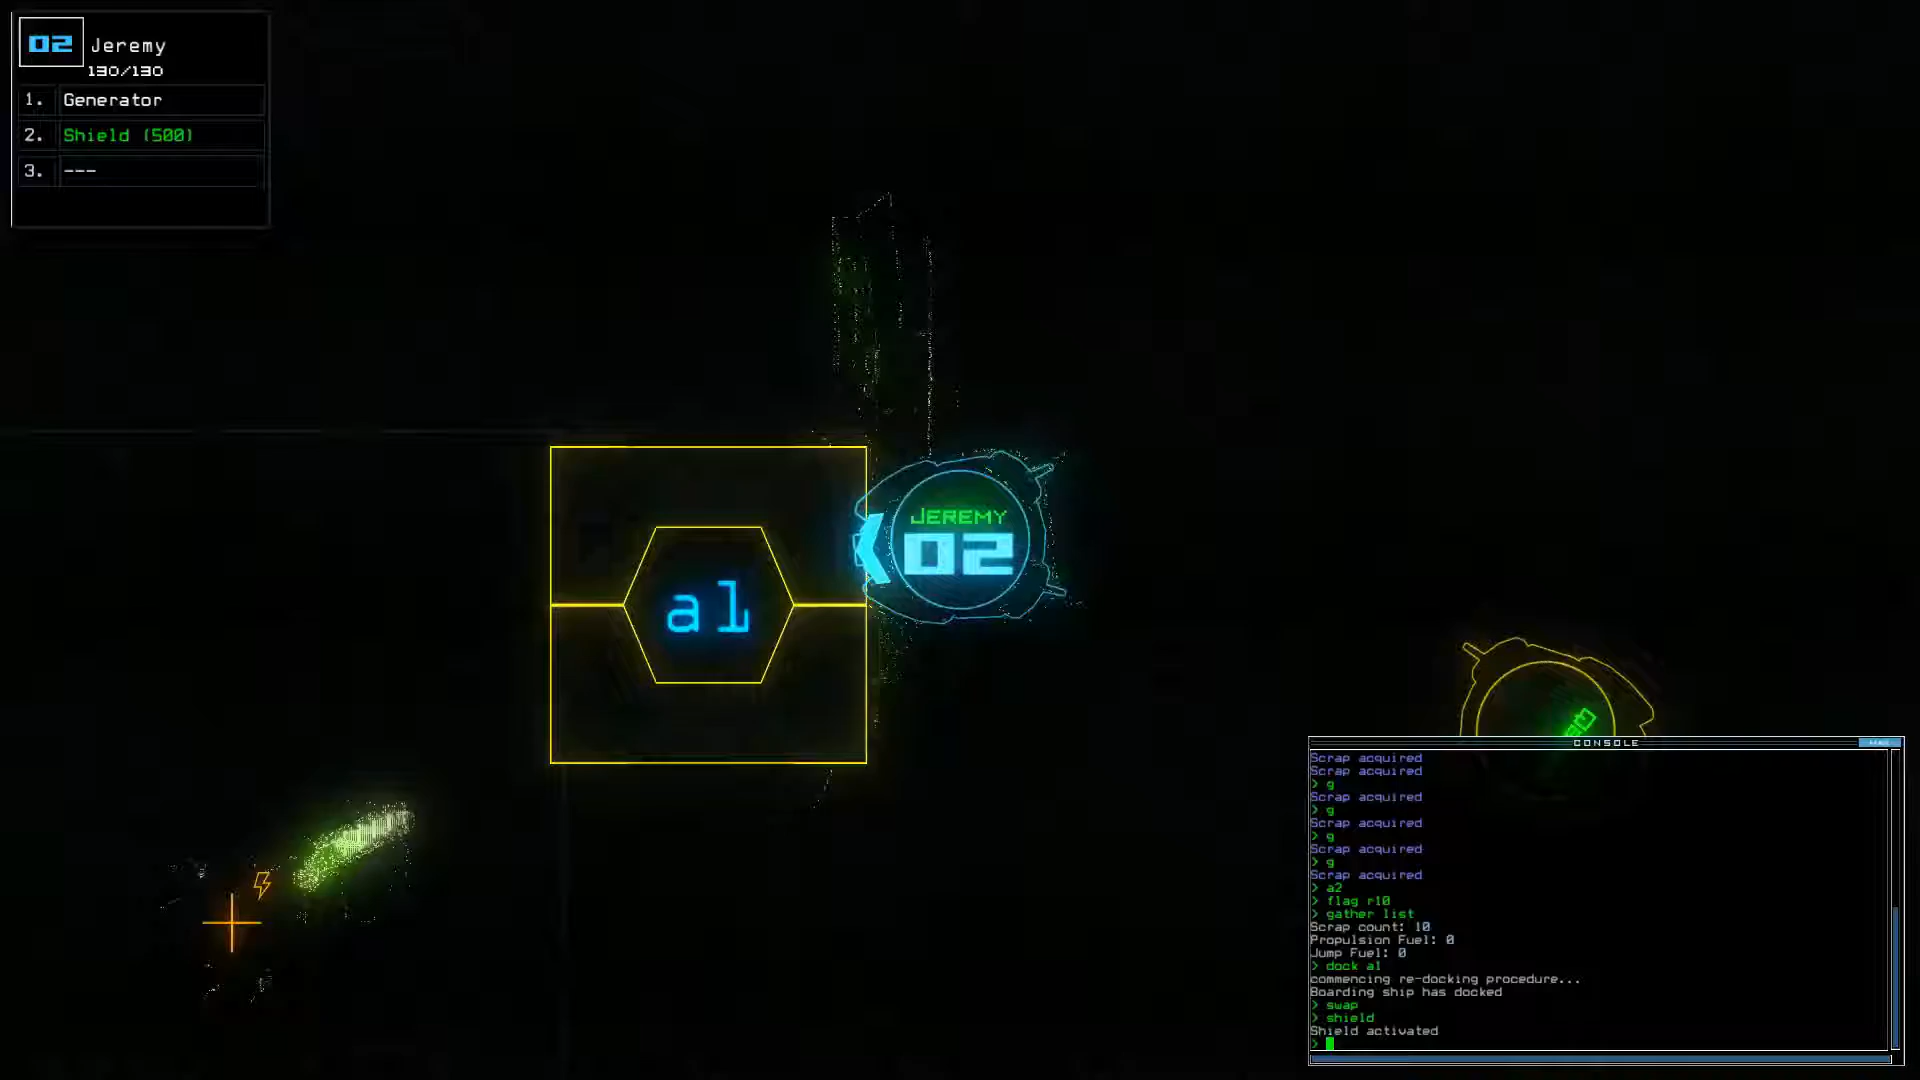 02 Jeremy
130/130
1. Generator
2. Shield (500)
3. ---
JEREMY
02
a1
CONSOLE
Scrap acquired
Scrap acquired
> g
Scrap acquired
> g
Scrap acquired
> g
Scrap acquired
> g
Scrap acquired
> a2
> flag r10
> gather list
Scrap count: 10
Propulsion Fuel: 0
Jump Fuel: 0
> dock a1
commencing re-docking procedure...
Boarding ship has docked
> swap
> shield
Shield activated
>